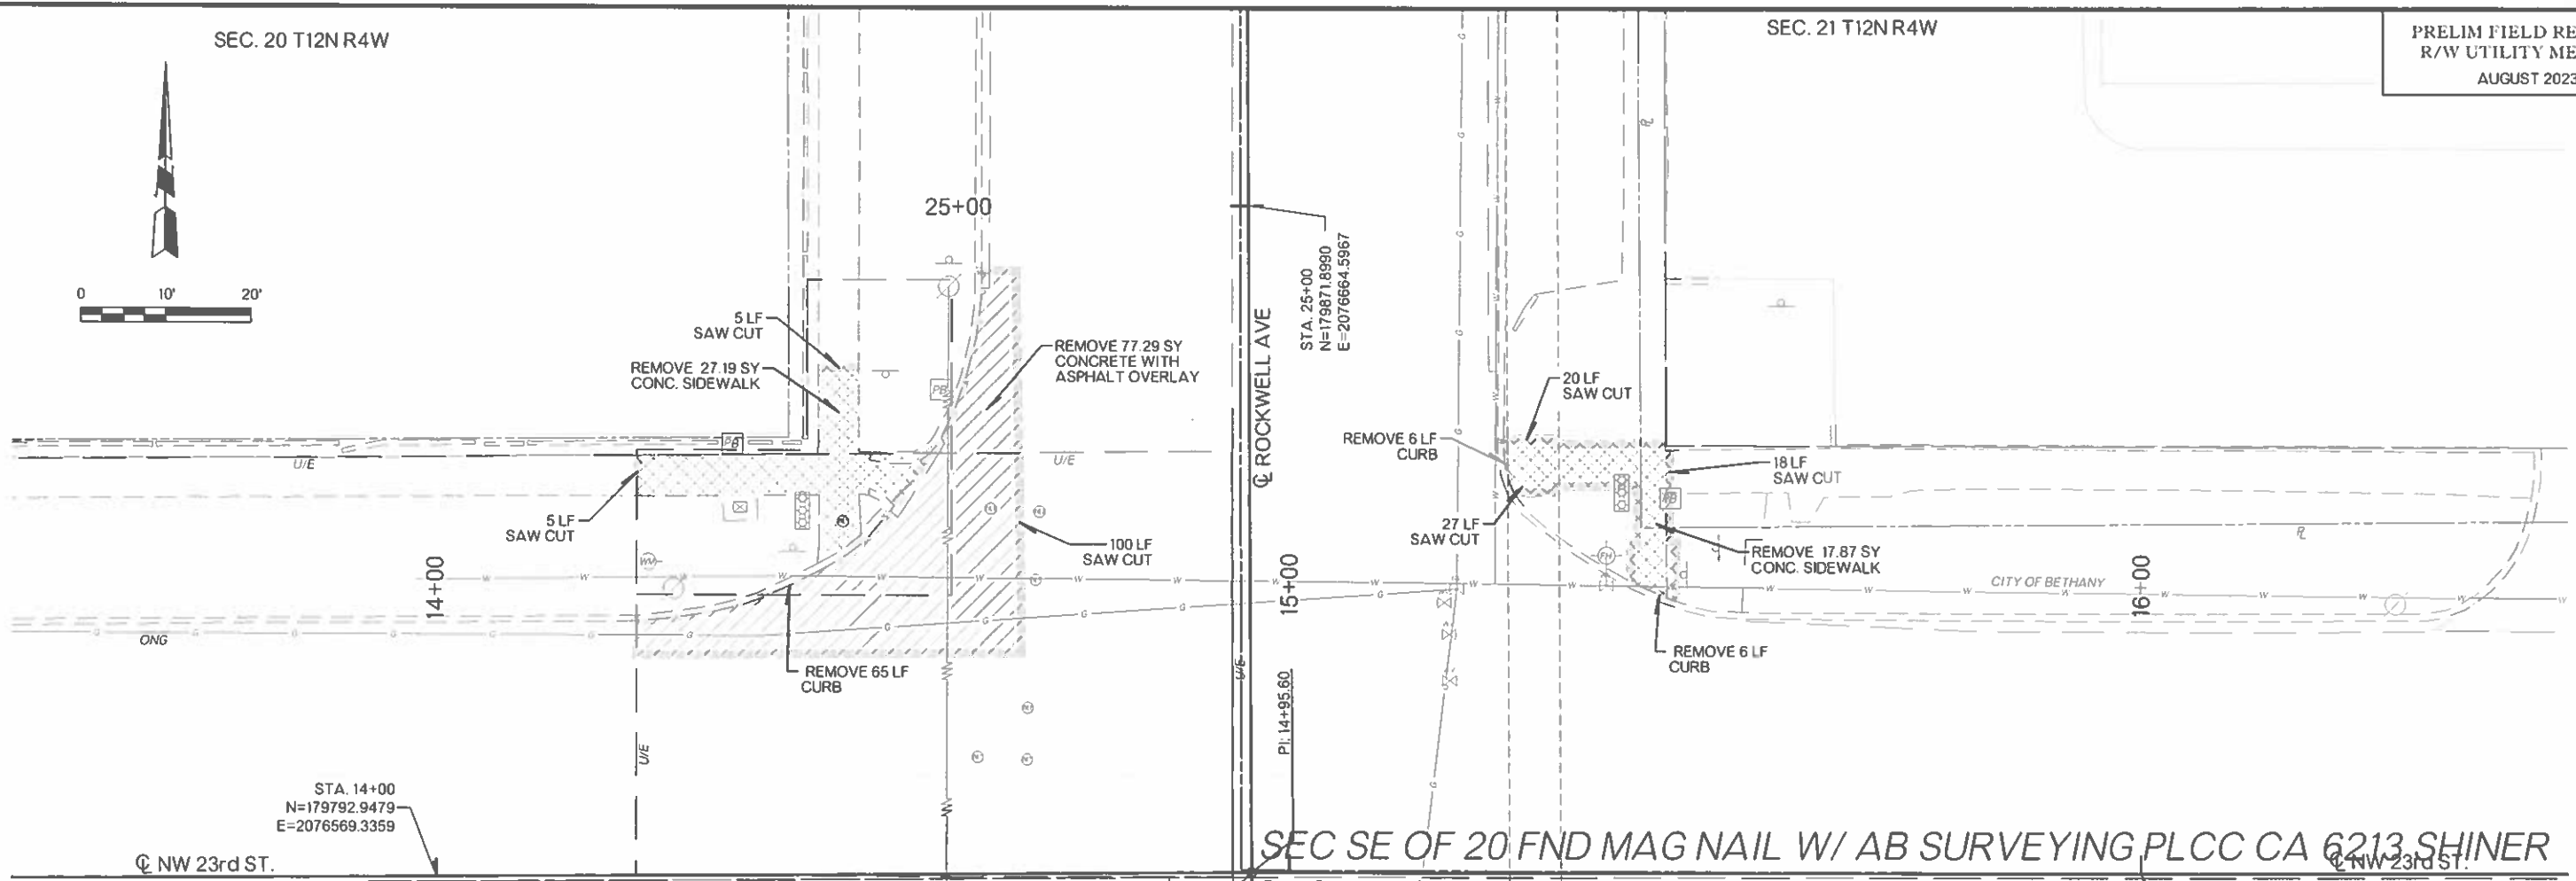 SEC. 20 T12N R4W
SEC. 21 T12N R4W
PRELIM FIELD RE
R/W UTILITY ME
AUGUST 2023
0 10' 20'
25+00
STA. 25+00
N=179871.8990
E=2076664.5967
℄ ROCKWELL AVE
5 LF
SAW CUT
REMOVE 27.19 SY
CONC. SIDEWALK
REMOVE 77.29 SY
CONCRETE WITH
ASPHALT OVERLAY
20 LF
SAW CUT
REMOVE 6 LF
CURB
18 LF
SAW CUT
PB
PB
PB
U/E
U/E
5 LF
SAW CUT
27 LF
SAW CUT
100 LF
SAW CUT
REMOVE 17.87 SY
CONC. SIDEWALK
WV
FH
14+00
15+00
16+00
CITY OF BETHANY
ONG
REMOVE 65 LF
CURB
REMOVE 6 LF
CURB
U/E
U/E
PI: 14+95.60
STA. 14+00
N=179792.9479
E=2076569.3359
℄ NW 23rd ST.
SEC SE OF 20 FND MAG NAIL W/ AB SURVEYING PLCC CA 6213 SHINER
℄ NW 23rd ST.